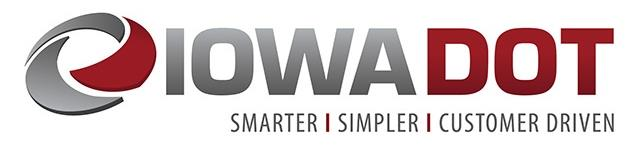 IOWADOT
SMARTER | SIMPLER | CUSTOMER DRIVEN